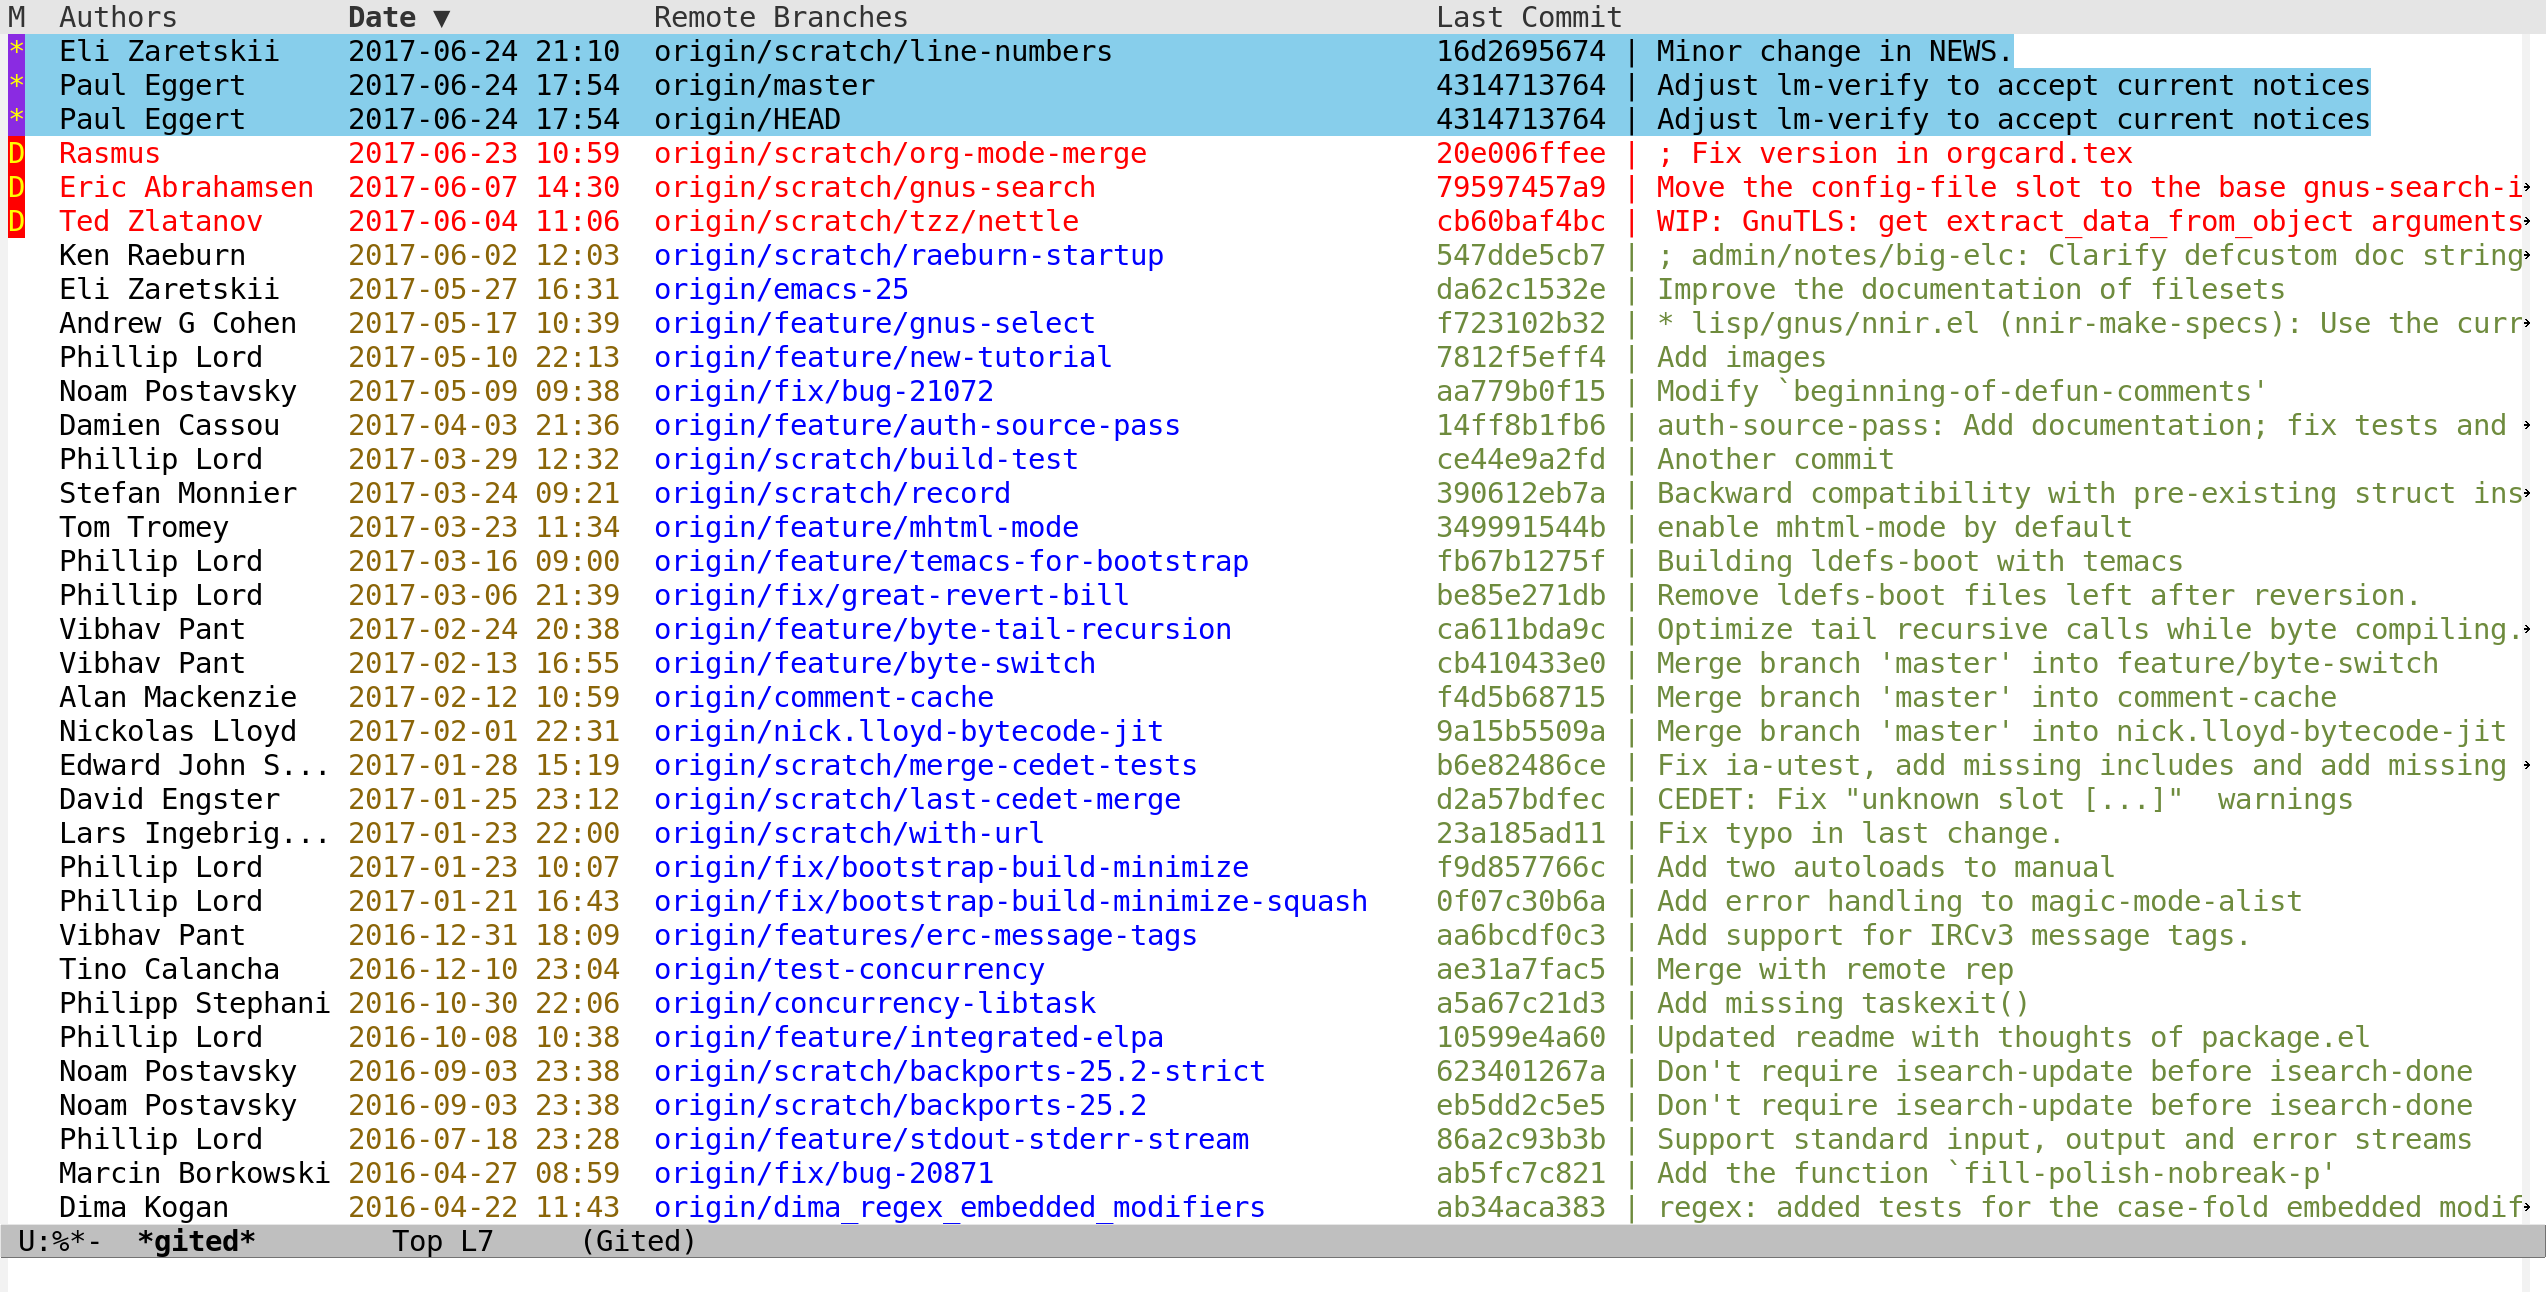 M  Authors          Date ▼            Remote Branches                                Last Commit
*  Eli Zaretskii    2017-06-24 21:10  origin/scratch/line-numbers                    16d2695674 | Minor change in NEWS.
*  Paul Eggert      2017-06-24 17:54  origin/master                                  4314713764 | Adjust lm-verify to accept current notices
*  Paul Eggert      2017-06-24 17:54  origin/HEAD                                    4314713764 | Adjust lm-verify to accept current notices
D  Rasmus           2017-06-23 10:59  origin/scratch/org-mode-merge                  20e006ffee | ; Fix version in orgcard.tex
D  Eric Abrahamsen  2017-06-07 14:30  origin/scratch/gnus-search                     79597457a9 | Move the config-file slot to the base gnus-search-i
D  Ted Zlatanov     2017-06-04 11:06  origin/scratch/tzz/nettle                      cb60baf4bc | WIP: GnuTLS: get extract_data_from_object arguments
Ken Raeburn      2017-06-02 12:03  origin/scratch/raeburn-startup                 547dde5cb7 | ; admin/notes/big-elc: Clarify defcustom doc string
Eli Zaretskii    2017-05-27 16:31  origin/emacs-25                                da62c1532e | Improve the documentation of filesets
Andrew G Cohen   2017-05-17 10:39  origin/feature/gnus-select                     f723102b32 | * lisp/gnus/nnir.el (nnir-make-specs): Use the curr
Phillip Lord     2017-05-10 22:13  origin/feature/new-tutorial                    7812f5eff4 | Add images
Noam Postavsky   2017-05-09 09:38  origin/fix/bug-21072                           aa779b0f15 | Modify `beginning-of-defun-comments'
Damien Cassou    2017-04-03 21:36  origin/feature/auth-source-pass                14ff8b1fb6 | auth-source-pass: Add documentation; fix tests and
Phillip Lord     2017-03-29 12:32  origin/scratch/build-test                      ce44e9a2fd | Another commit
Stefan Monnier   2017-03-24 09:21  origin/scratch/record                          390612eb7a | Backward compatibility with pre-existing struct ins
Tom Tromey       2017-03-23 11:34  origin/feature/mhtml-mode                      349991544b | enable mhtml-mode by default
Phillip Lord     2017-03-16 09:00  origin/feature/temacs-for-bootstrap            fb67b1275f | Building ldefs-boot with temacs
Phillip Lord     2017-03-06 21:39  origin/fix/great-revert-bill                   be85e271db | Remove ldefs-boot files left after reversion.
Vibhav Pant      2017-02-24 20:38  origin/feature/byte-tail-recursion             ca611bda9c | Optimize tail recursive calls while byte compiling.
Vibhav Pant      2017-02-13 16:55  origin/feature/byte-switch                     cb410433e0 | Merge branch 'master' into feature/byte-switch
Alan Mackenzie   2017-02-12 10:59  origin/comment-cache                           f4d5b68715 | Merge branch 'master' into comment-cache
Nickolas Lloyd   2017-02-01 22:31  origin/nick.lloyd-bytecode-jit                 9a15b5509a | Merge branch 'master' into nick.lloyd-bytecode-jit
Edward John S... 2017-01-28 15:19  origin/scratch/merge-cedet-tests               b6e82486ce | Fix ia-utest, add missing includes and add missing
David Engster    2017-01-25 23:12  origin/scratch/last-cedet-merge                d2a57bdfec | CEDET: Fix "unknown slot [...]"  warnings
Lars Ingebrig... 2017-01-23 22:00  origin/scratch/with-url                        23a185ad11 | Fix typo in last change.
Phillip Lord     2017-01-23 10:07  origin/fix/bootstrap-build-minimize            f9d857766c | Add two autoloads to manual
Phillip Lord     2017-01-21 16:43  origin/fix/bootstrap-build-minimize-squash     0f07c30b6a | Add error handling to magic-mode-alist
Vibhav Pant      2016-12-31 18:09  origin/features/erc-message-tags               aa6bcdf0c3 | Add support for IRCv3 message tags.
Tino Calancha    2016-12-10 23:04  origin/test-concurrency                        ae31a7fac5 | Merge with remote rep
Philipp Stephani 2016-10-30 22:06  origin/concurrency-libtask                     a5a67c21d3 | Add missing taskexit()
Phillip Lord     2016-10-08 10:38  origin/feature/integrated-elpa                 10599e4a60 | Updated readme with thoughts of package.el
Noam Postavsky   2016-09-03 23:38  origin/scratch/backports-25.2-strict           623401267a | Don't require isearch-update before isearch-done
Noam Postavsky   2016-09-03 23:38  origin/scratch/backports-25.2                  eb5dd2c5e5 | Don't require isearch-update before isearch-done
Phillip Lord     2016-07-18 23:28  origin/feature/stdout-stderr-stream            86a2c93b3b | Support standard input, output and error streams
Marcin Borkowski 2016-04-27 08:59  origin/fix/bug-20871                           ab5fc7c821 | Add the function `fill-polish-nobreak-p'
Dima Kogan       2016-04-22 11:43  origin/dima_regex_embedded_modifiers           ab34aca383 | regex: added tests for the case-fold embedded modif
U:%*-  *gited*        Top L7     (Gited)